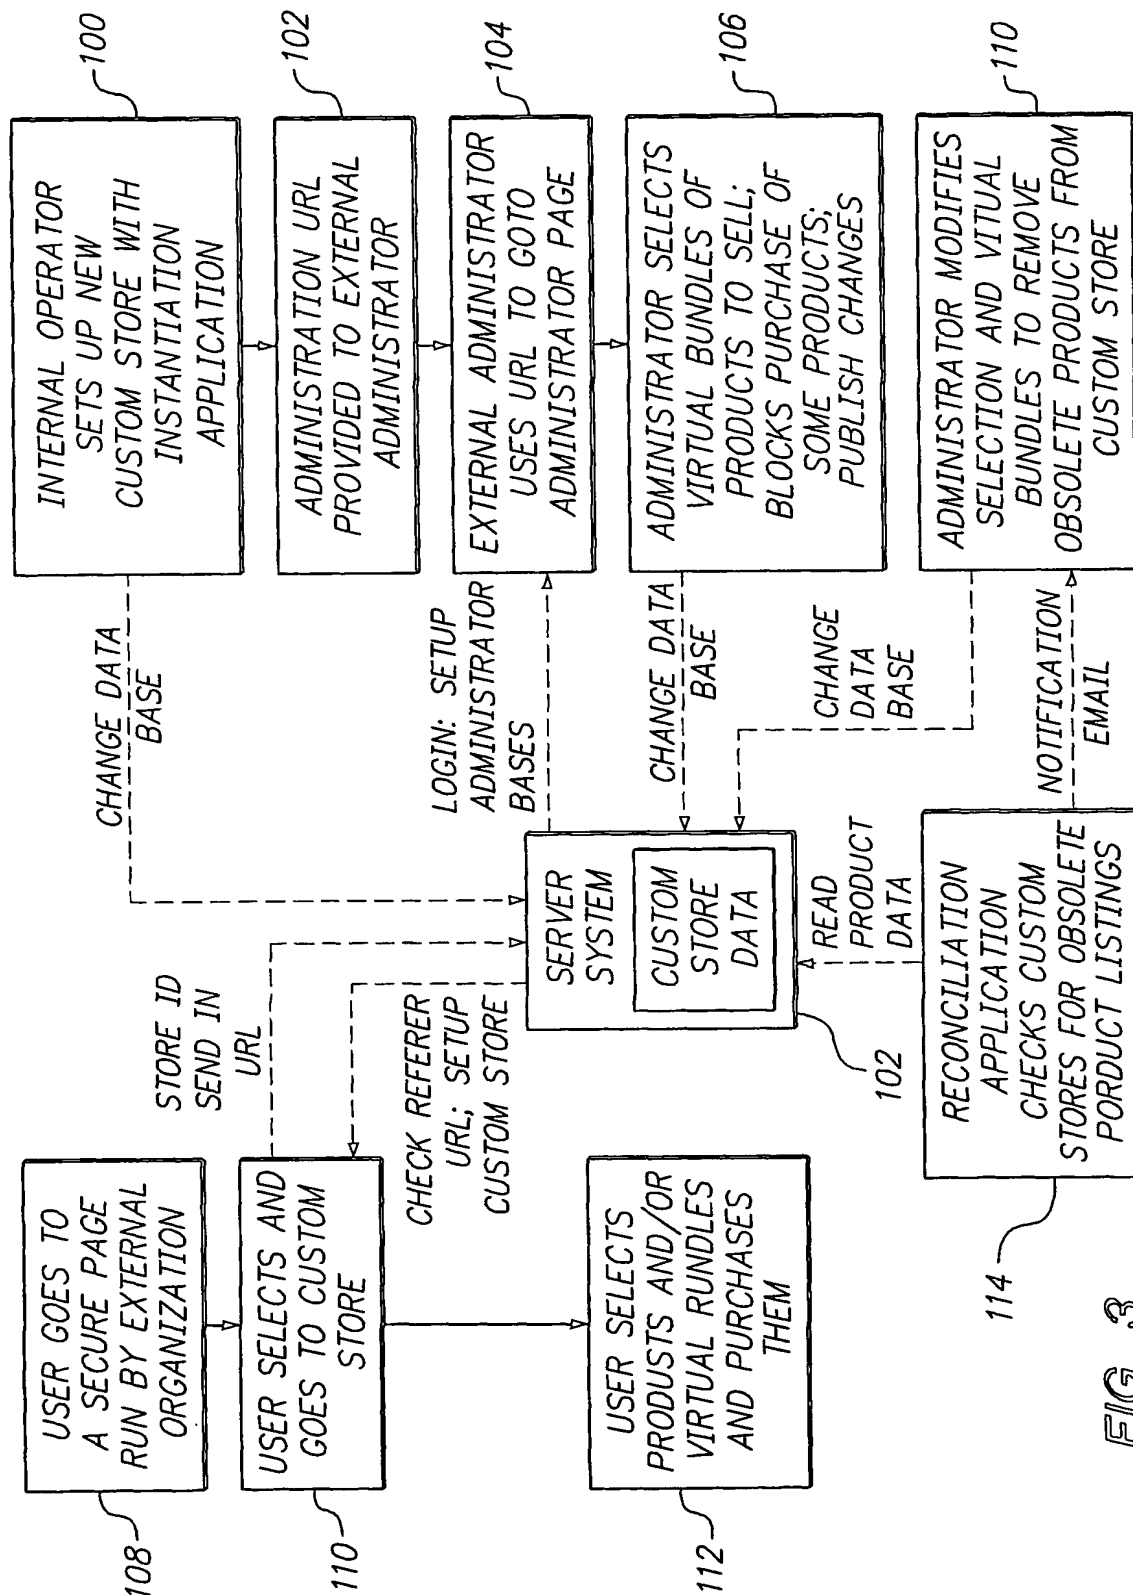 100
INTERNAL OPERATOR
SETS UP NEW
CUSTOM STORE WITH
INSTANTIATION
APPLICATION
102
ADMINISTRATION URL
PROVIDED TO EXTERNAL
ADMINISTRATOR
104
EXTERNAL ADMINISTRATOR
USES URL TO GOTO
ADMINISTRATOR PAGE
106
ADMINISTRATOR SELECTS
VIRTUAL BUNDLES OF
PRODUCTS TO SELL;
BLOCKS PURCHASE OF
SOME PRODUCTS;
PUBLISH CHANGES
110
ADMINISTRATOR MODIFIES
SELECTION AND VITUAL
BUNDLES TO REMOVE
OBSOLETE PRODUCTS FROM
CUSTOM STORE
CHANGE DATA
BASE
LOGIN: SETUP
ADMINISTRATOR
BASES
CHANGE DATA
BASE
CHANGE
DATA
BASE
NOTIFICATION
EMAIL
SERVER
SYSTEM
CUSTOM
STORE
DATA
102
READ
PRODUCT
DATA
RECONCILIATION
APPLICATION
CHECKS CUSTOM
STORES FOR OBSOLETE
PORDUCT LISTINGS
114
STORE ID
SEND IN
URL
CHECK REFERER
URL; SETUP
CUSTOM STORE
USER GOES TO
A SECURE PAGE
RUN BY EXTERNAL
ORGANIZATION
108
USER SELECTS AND
GOES TO CUSTOM
STORE
110
USER SELECTS
PRODUSTS AND/OR
VIRTUAL RUNDLES
AND PURCHASES
THEM
112
FIG. 3